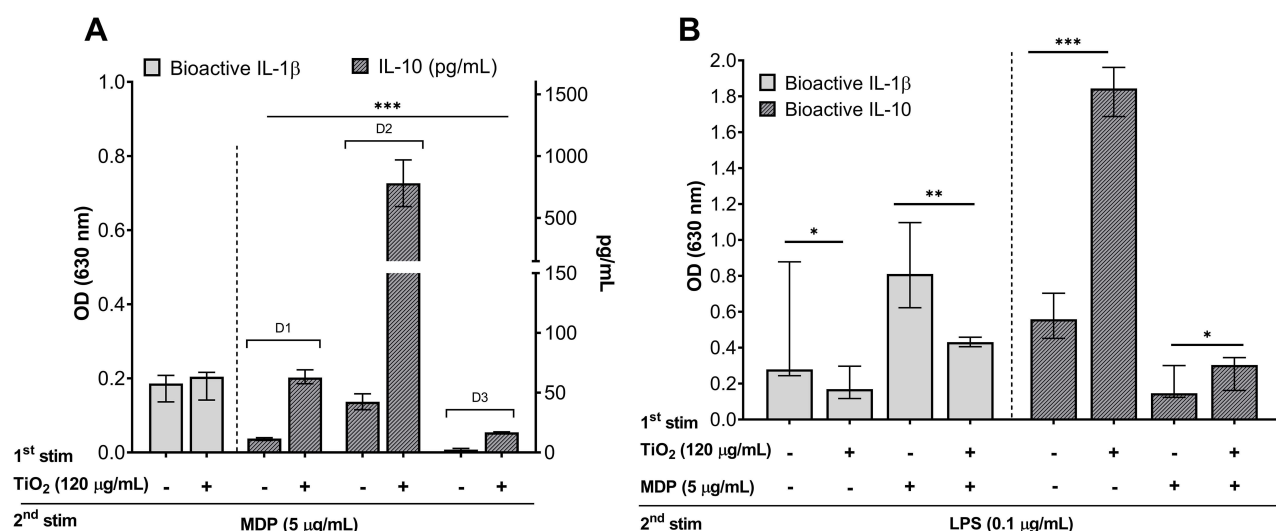 A
Bioactive IL-1β
IL-10 (pg/mL)
1.0
0.8
0.6
0.4
0.2
0.0
OD (630 nm)
***
D1
D2
D3
1500
1000
500
150
100
50
0
pg/mL
1st stim
TiO2 (120 μg/mL) - + - + - + - +
2nd stim MDP (5 μg/mL)
B
Bioactive IL-1β
Bioactive IL-10
2.0
1.8
1.6
1.4
1.2
1.0
0.8
0.6
0.4
0.2
0.0
OD (630 nm)
*
**
***
*
1st stim
TiO2 (120 μg/mL) - + - + - + - +
MDP (5 μg/mL) - - + + - - + +
2nd stim LPS (0.1 μg/mL)